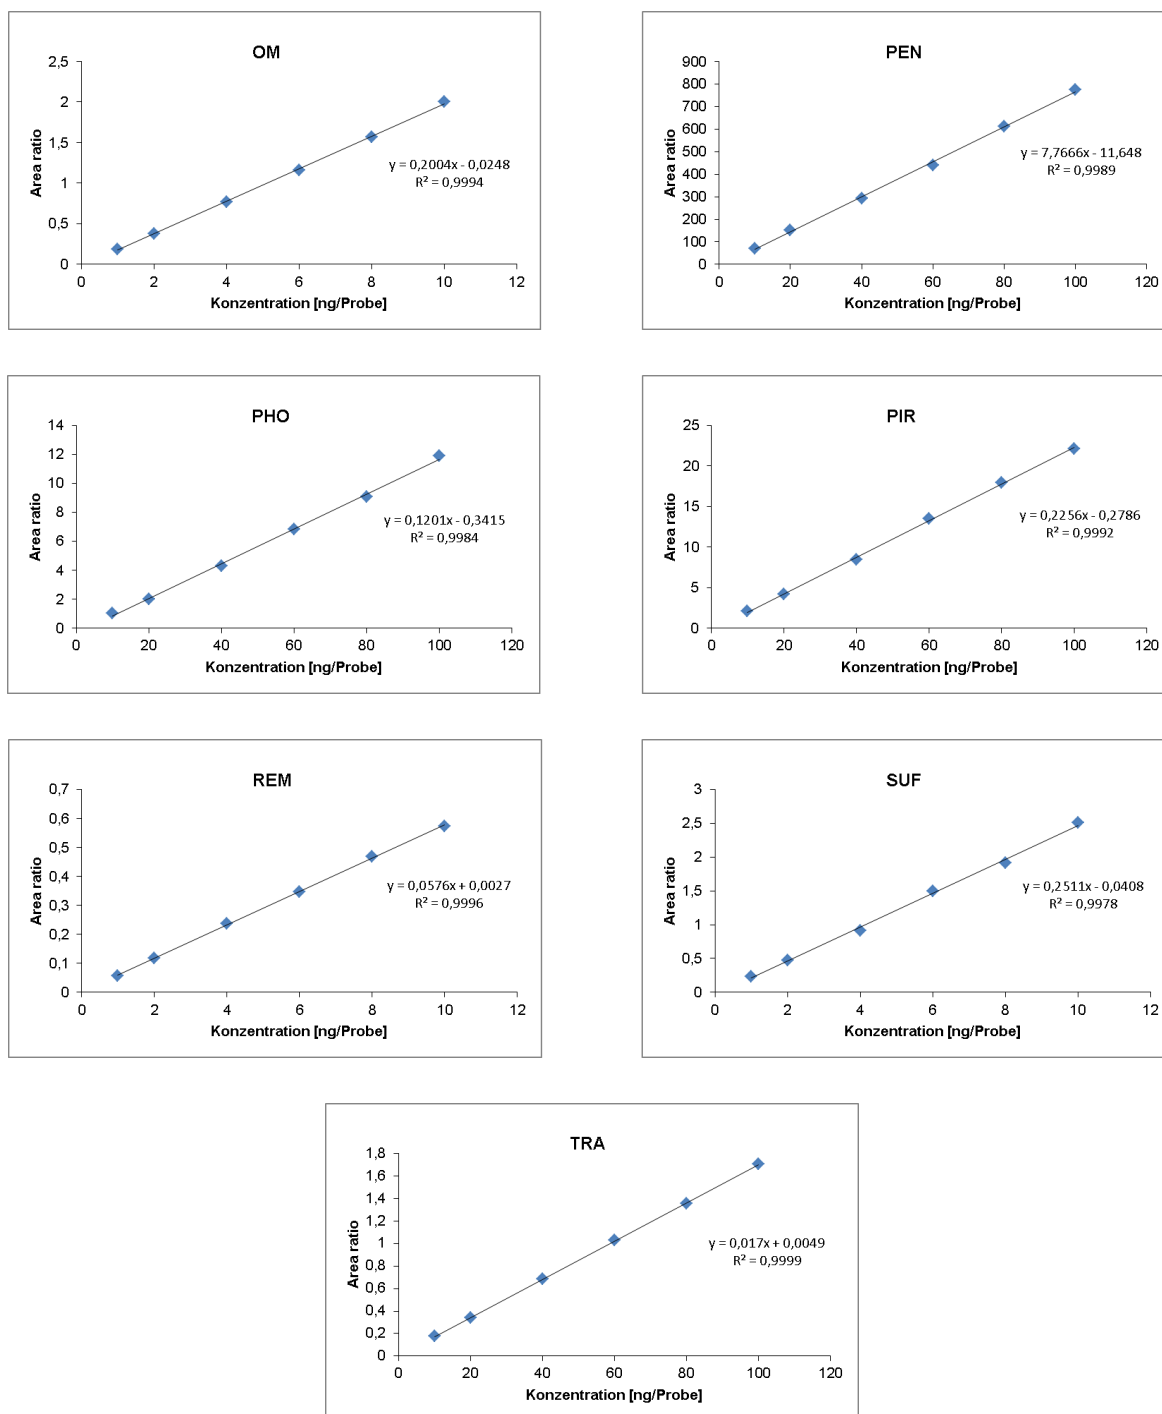 OM
2,5
2
1,5
1
0,5
0
0 2 4 6 8 10 12
Area ratio
Konzentration [ng/Probe]
y = 0,2004x - 0,0248
R² = 0,9994
PEN
900
800
700
600
500
400
300
200
100
0
0 20 40 60 80 100 120
Area ratio
Konzentration [ng/Probe]
y = 7,7666x - 11,648
R² = 0,9989
PHO
14
12
10
8
6
4
2
0
0 20 40 60 80 100 120
Area ratio
Konzentration [ng/Probe]
y = 0,1201x - 0,3415
R² = 0,9984
PIR
25
20
15
10
5
0
0 20 40 60 80 100 120
Area ratio
Konzentration [ng/Probe]
y = 0,2256x - 0,2786
R² = 0,9992
REM
0,7
0,6
0,5
0,4
0,3
0,2
0,1
0
0 2 4 6 8 10 12
Area ratio
Konzentration [ng/Probe]
y = 0,0576x + 0,0027
R² = 0,9996
SUF
3
2,5
2
1,5
1
0,5
0
0 2 4 6 8 10 12
Area ratio
Konzentration [ng/Probe]
y = 0,2511x - 0,0408
R² = 0,9978
TRA
1,8
1,6
1,4
1,2
1
0,8
0,6
0,4
0,2
0
0 20 40 60 80 100 120
Area ratio
Konzentration [ng/Probe]
y = 0,017x + 0,0049
R² = 0,9999